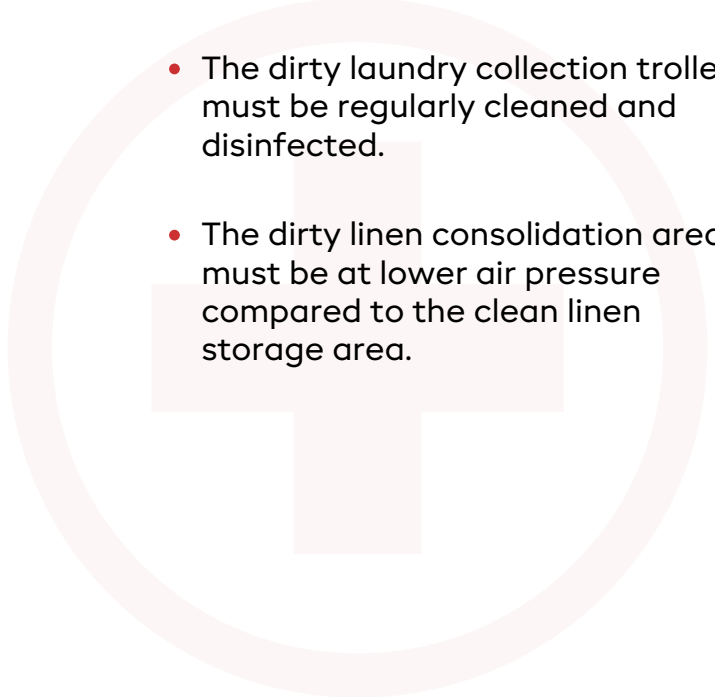 • The dirty laundry collection trolle
must be regularly cleaned and
disinfected.
• The dirty linen consolidation area
must be at lower air pressure
compared to the clean linen
storage area.